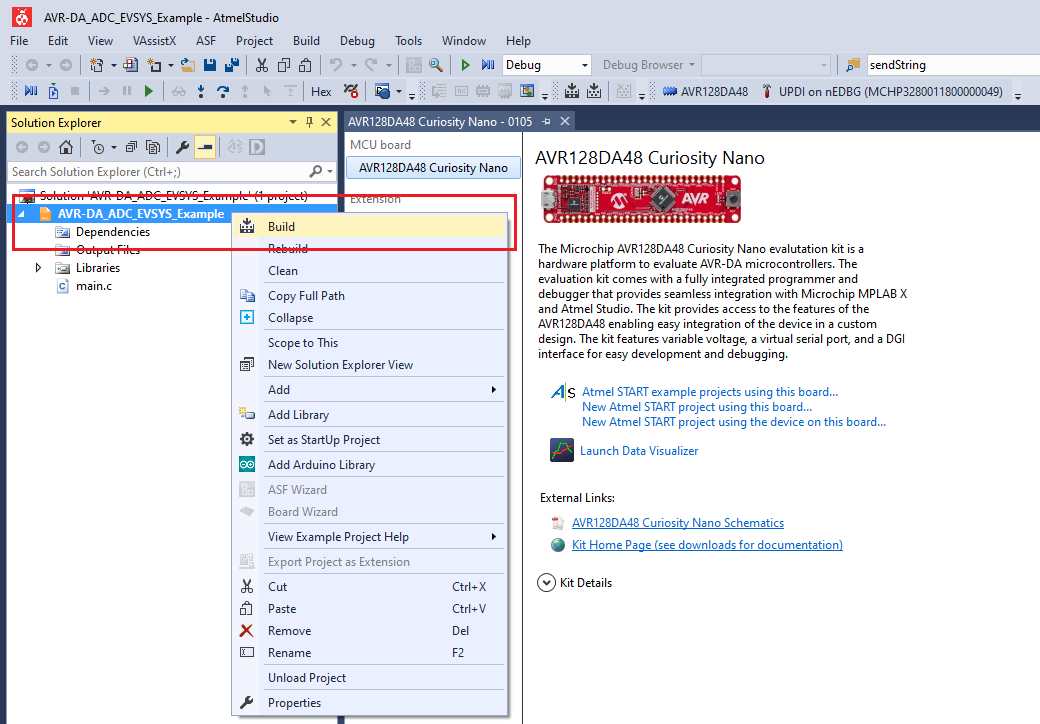 AVR-DA_ADC_EVSYS_Example - AtmelStudio
File Edit View VAssistX ASF Project Build Debug Tools Window Help
Debug Debug Browser sendString
Hex AVR128DA48 UPDI on nEDBG (MCHP3280011800000049)
Solution Explorer
Search Solution Explorer (Ctrl+;)
Solution 'AVR-DA_ADC_EVSYS_Example' (1 project)
AVR-DA_ADC_EVSYS_Example
Dependencies
Output Files
Libraries
main.c
Build
Rebuild
Clean
Copy Full Path
Collapse
Scope to This
New Solution Explorer View
Add
Add Library
Set as StartUp Project
Add Arduino Library
ASF Wizard
Board Wizard
View Example Project Help
Export Project as Extension
Cut Ctrl+X
Paste Ctrl+V
Remove Del
Rename F2
Unload Project
Properties
AVR128DA48 Curiosity Nano - 0105
MCU board
AVR128DA48 Curiosity Nano
Extension
AVR128DA48 Curiosity Nano
AVR
The Microchip AVR128DA48 Curiosity Nano evalutation kit is a
hardware platform to evaluate AVR-DA microcontrollers. The
evaluation kit comes with a fully integrated programmer and
debugger that provides seamless integration with Microchip MPLAB X
and Atmel Studio. The kit provides access to the features of the
AVR128DA48 enabling easy integration of the device in a custom
design. The kit features variable voltage, a virtual serial port, and a DGI
interface for easy development and debugging.
Atmel START example projects using this board...
New Atmel START project using this board...
New Atmel START project using the device on this board...
Launch Data Visualizer
External Links:
AVR128DA48 Curiosity Nano Schematics
Kit Home Page (see downloads for documentation)
Kit Details